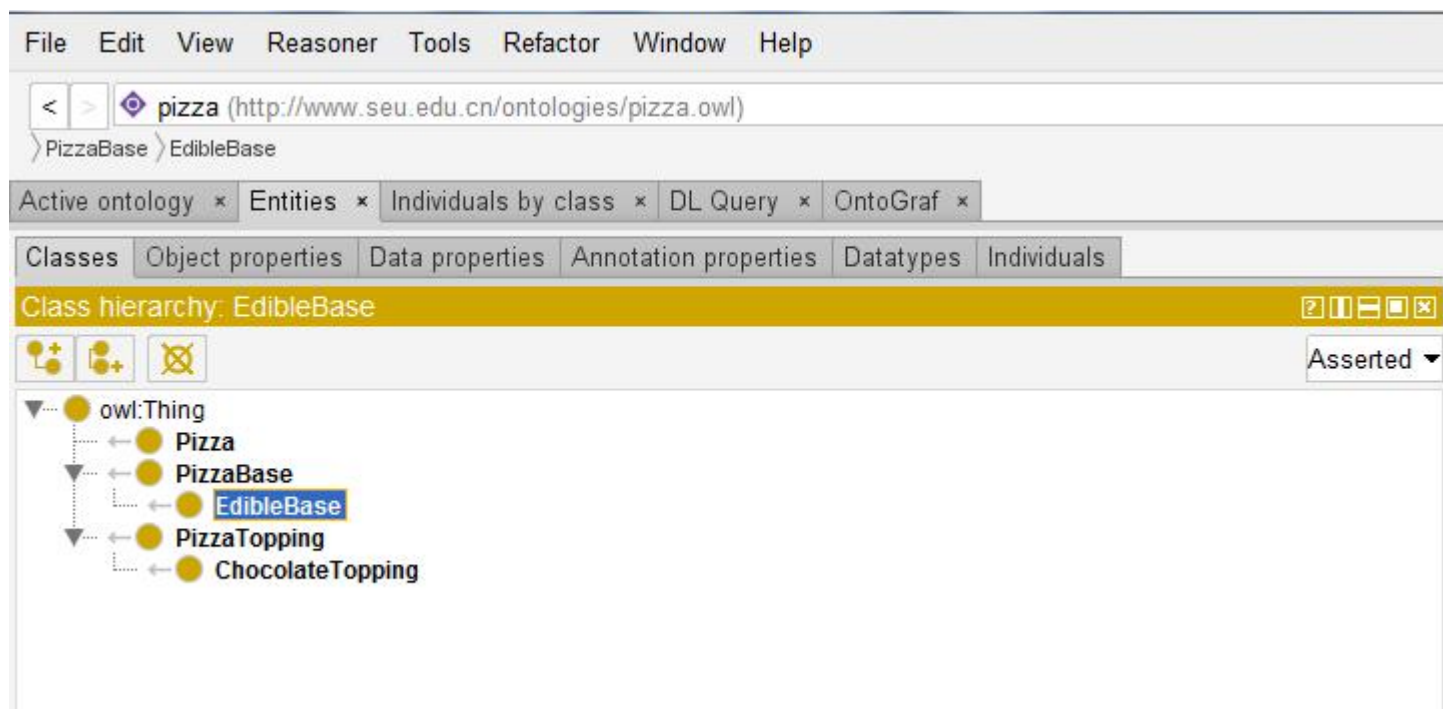 File Edit View Reasoner Tools Refactor Window Help
< > pizza (http://www.seu.edu.cn/ontologies/pizza.owl)
〉PizzaBase 〉EdibleBase
Active ontology × Entities × Individuals by class × DL Query × OntoGraf ×
Classes Object properties Data properties Annotation properties Datatypes Individuals
Class hierarchy: EdibleBase
Asserted
owl:Thing
Pizza
PizzaBase
EdibleBase
PizzaTopping
ChocolateTopping